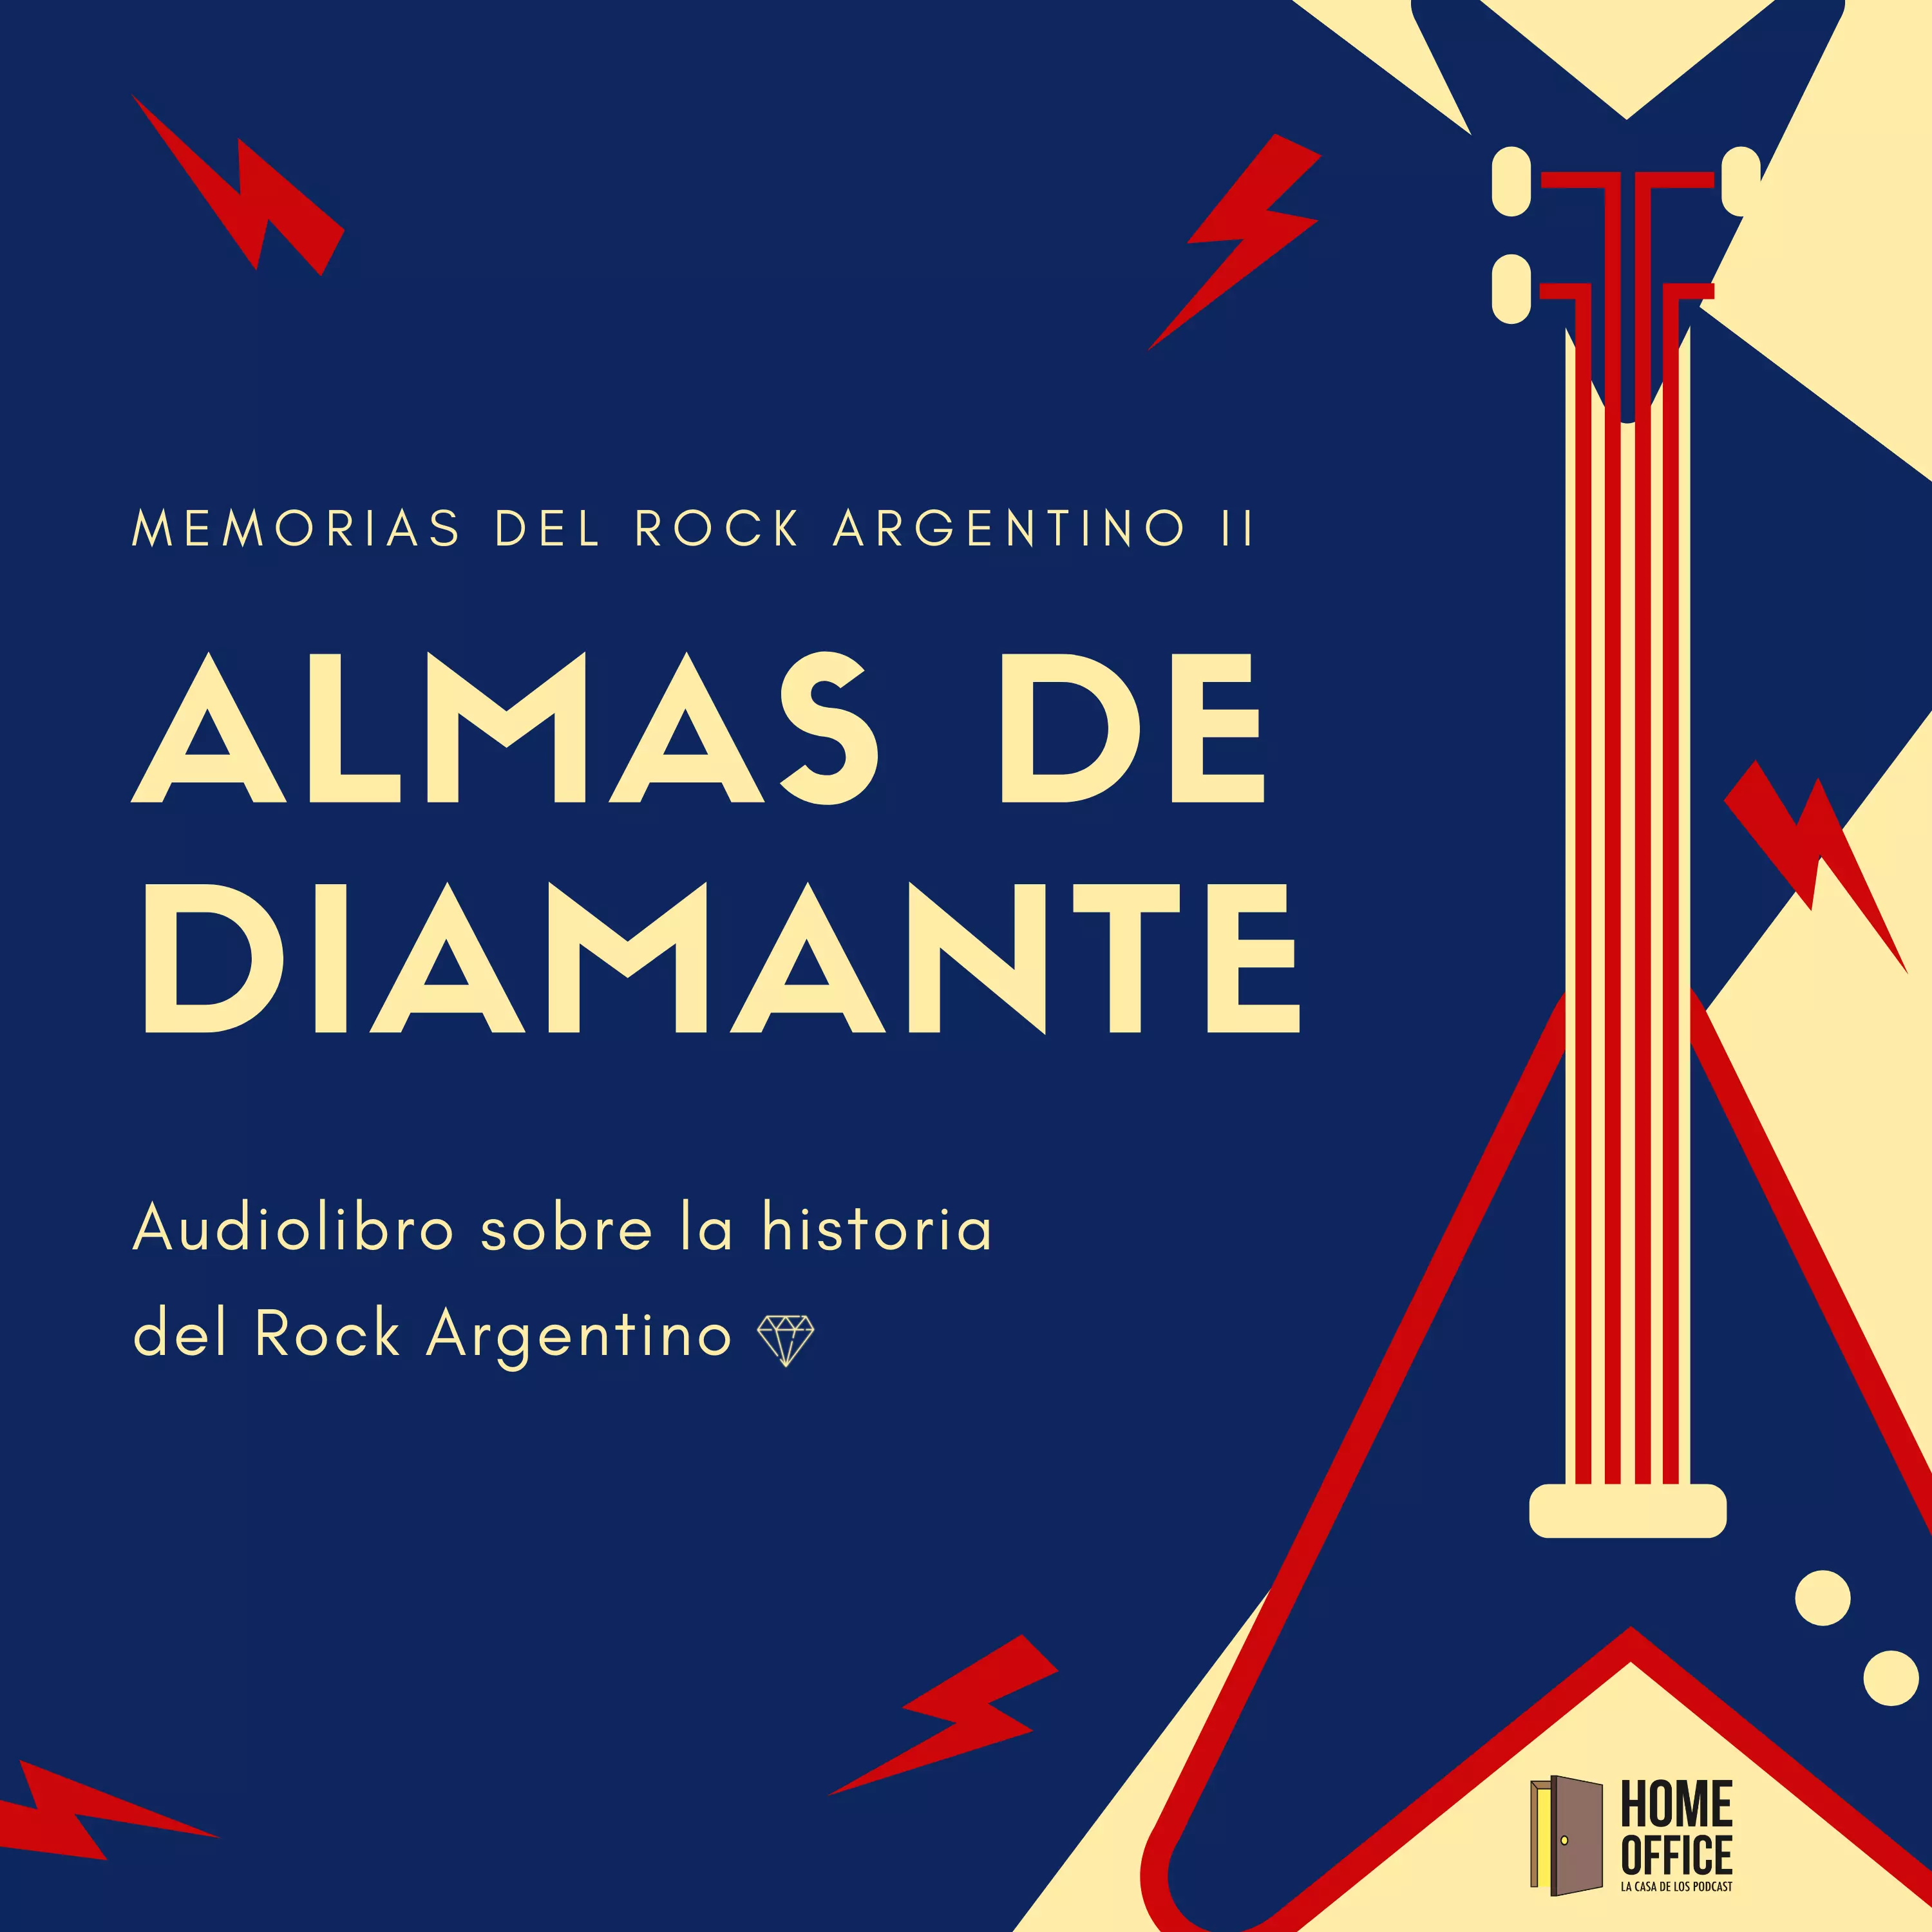 MEMORIAS DEL ROCK ARGENTINO II
ALMAS DE
DIAMANTE
Audiolibro sobre la historia
del Rock Argentino
HOME
OFFICE
LA CASA DE LOS PODCAST